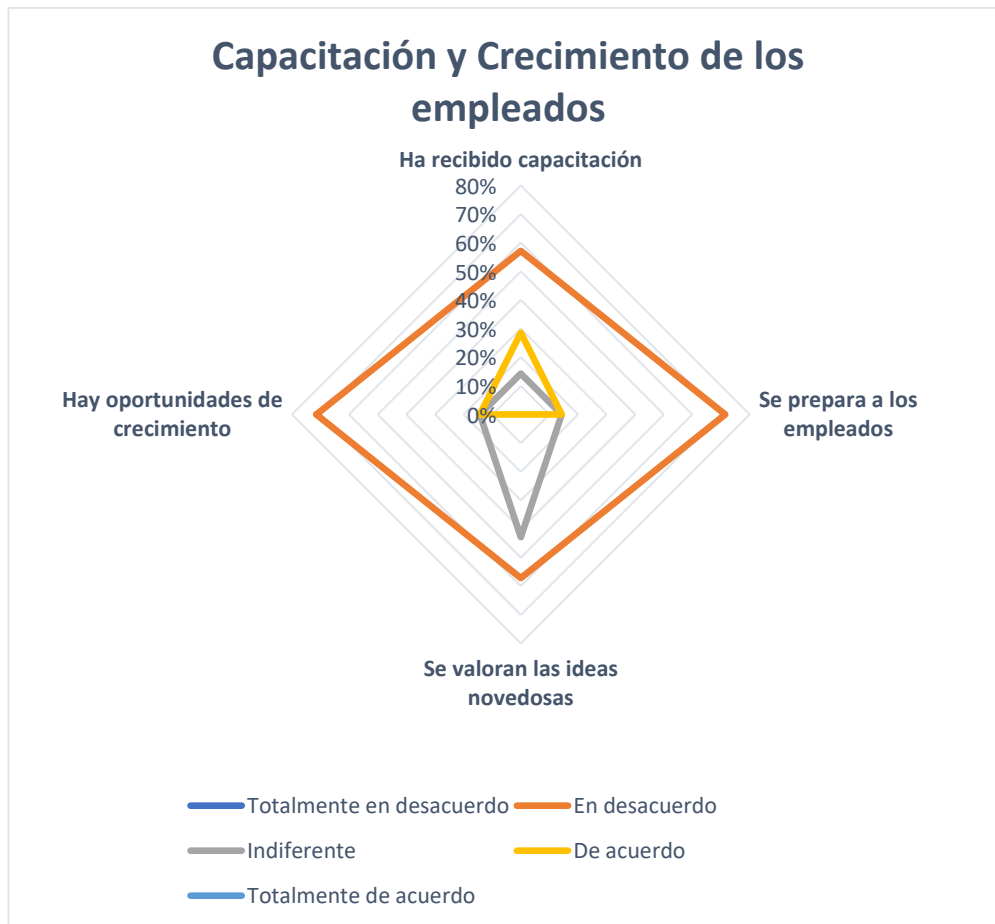 Capacitación y Crecimiento de los
empleados
Ha recibido capacitación
80%
70%
60%
50%
40%
30%
20%
10%
0%
Hay oportunidades de
crecimiento
Se prepara a los
empleados
Se valoran las ideas
novedosas
Totalmente en desacuerdo
En desacuerdo
Indiferente
De acuerdo
Totalmente de acuerdo